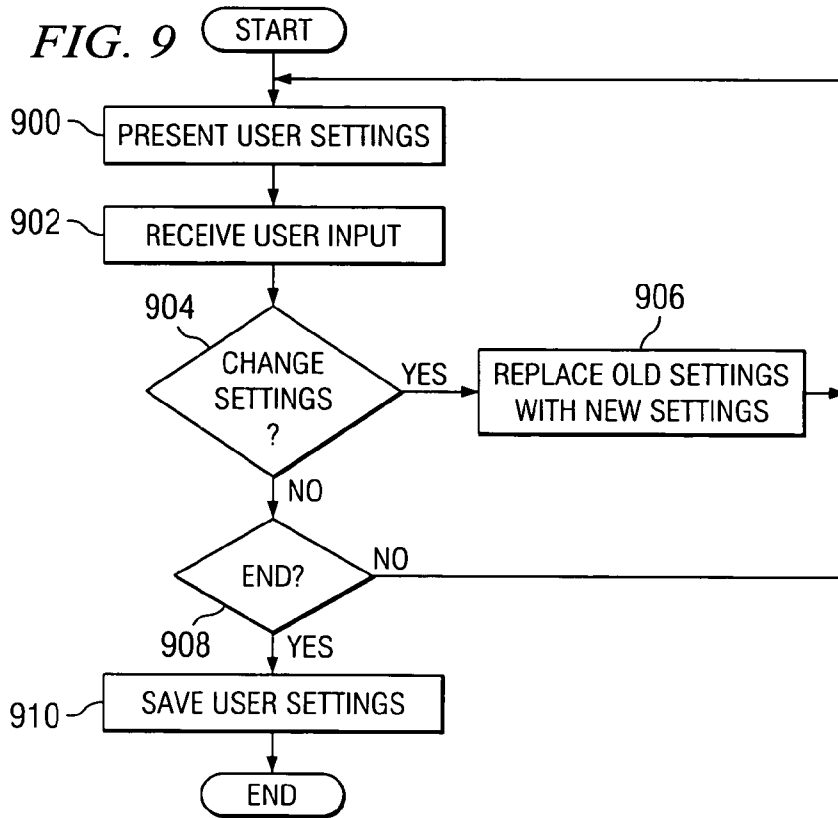 FIG. 9
START
900
PRESENT USER SETTINGS
902
RECEIVE USER INPUT
904
CHANGE
SETTINGS
?
YES
906
REPLACE OLD SETTINGS
WITH NEW SETTINGS
NO
END?
NO
908
YES
910
SAVE USER SETTINGS
END